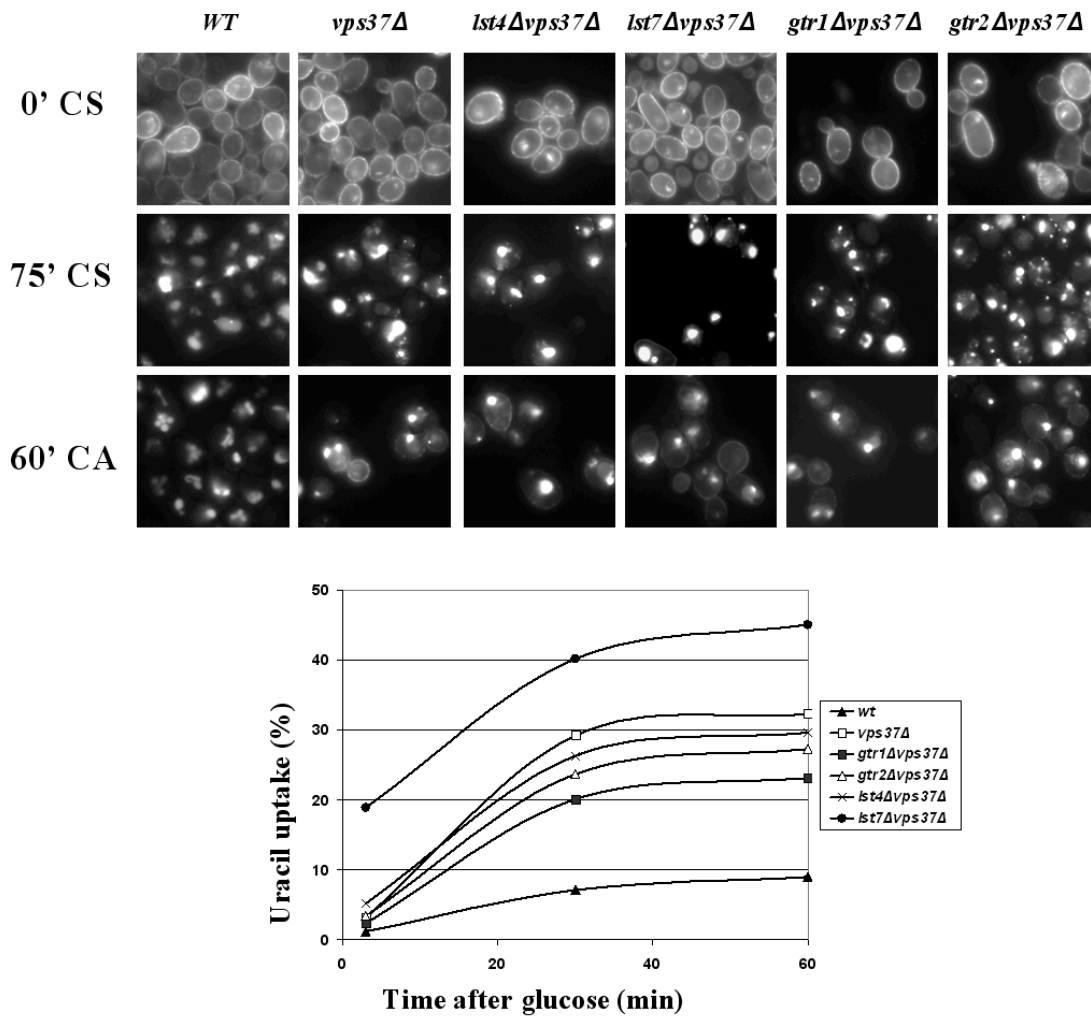 WT vps37Δ lst4Δvps37Δ lst7Δvps37Δ gtr1Δvps37Δ gtr2Δvps37Δ
0’ CS
75’ CS
60’ CA
50
40
30
20
10
0
0 20 40 60
Uracil uptake (%)
Time after glucose (min)
wt
vps37Δ
gtr1Δvps37Δ
gtr2Δvps37Δ
lst4Δvps37Δ
lst7Δvps37Δ